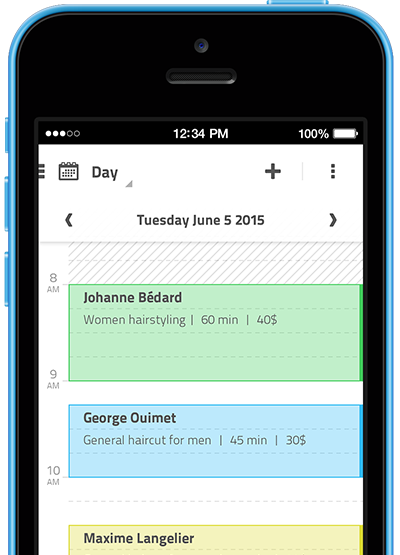 12:34 PM 100%
Day
Tuesday June 5 2015
8
AM
Johanne Bédard
Women hairstyling | 60 min | 40$
9
AM
George Ouimet
General haircut for men | 45 min | 30$
10
AM
Maxime Langelier